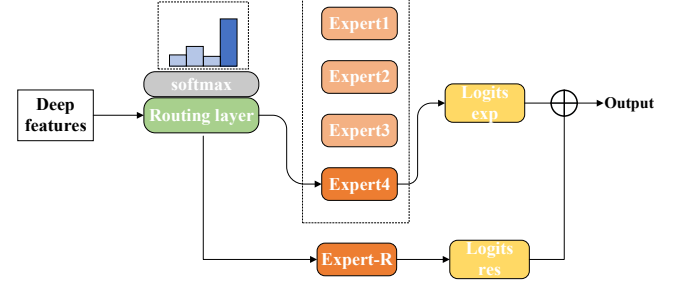 Deep
features
softmax
Routing layer
Expert1
Expert2
Expert3
Expert4
Expert-R
Logits
exp
Logits
res
Output